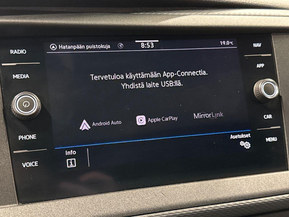 RADIO
Hatanpään puistokuja
8:53
19.0
NAV
MEDIA
APP
Tervetuloa käyttämään App-Connectia.
Yhdistä laite USB:llä.
Android Auto
Apple CarPlay
MirrorLink
PHONE
CAR
VOICE
Info
Asetukset
MENU